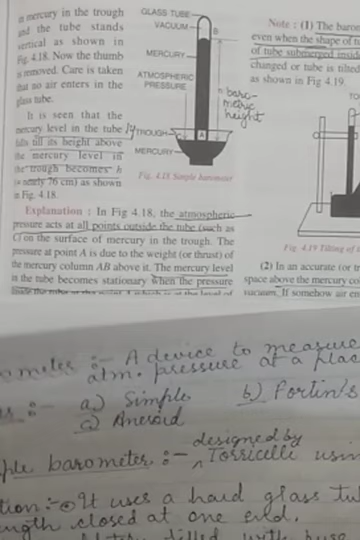 in mercury in the trough
and the tube stands
vertical as shown in
Fig. 4.18. Now the thumb
is removed. Care is taken
that no air enters in the
glass tube.
It is seen that the
mercury level in the tube
falls till its height above
the mercury level in
the trough becomes h
(= nearly 76 cm) as shown
in Fig. 4.18.
GLASS TUBE
VACUUM
B
MERCURY
ATMOSPHERIC
PRESSURE
h baro-
metric
height
TROUGH
A
MERCURY
Fig. 4.18 Simple barometer
Explanation : In Fig 4.18, the atmospheric
pressure acts at all points outside the tube (such as
C) on the surface of mercury in the trough. The
pressure at point A is due to the weight (or thrust) of
the mercury column AB above it. The mercury level
in the tube becomes stationary when the pressure
Note : (1) The baro
even when the shape of
of tube submerged inside
changed or tube is tilted
as shown in Fig 4.19.
TO
Fig. 4.19 Tilting of
(2) In an accurate (or
space above the mercury co
vacuum. If somehow air en
ometer :- A device to measure
atm. pressure at a plac
es :- a) Simple b) Fortin's
c) Aneroid
designed by
ple barometer :- Torricelli usin
tion :- It uses a hard glass tu
ength closed at one end.